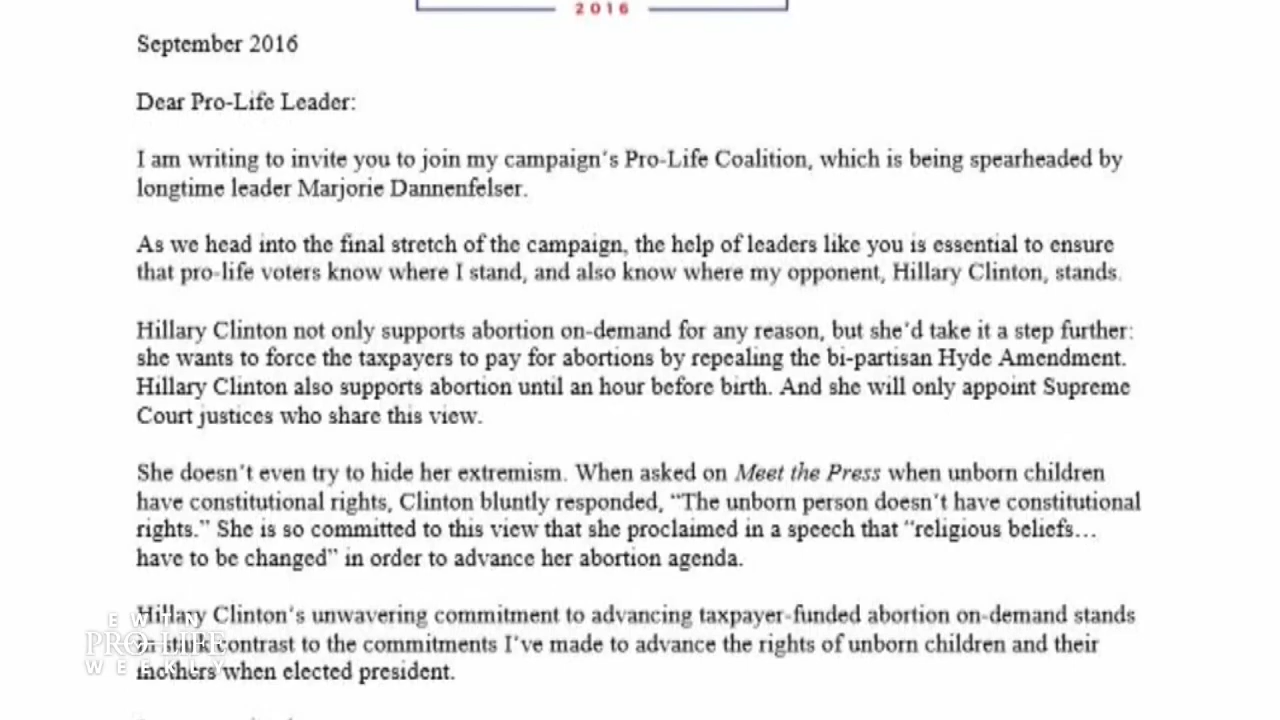 2016
September 2016
Dear Pro-Life Leader:
I am writing to invite you to join my campaign's Pro-Life Coalition, which is being spearheaded by
longtime leader Marjorie Dannenfelser.
As we head into the final stretch of the campaign, the help of leaders like you is essential to ensure
that pro-life voters know where I stand, and also know where my opponent, Hillary Clinton, stands.
Hillary Clinton not only supports abortion on-demand for any reason, but she'd take it a step further:
she wants to force the taxpayers to pay for abortions by repealing the bi-partisan Hyde Amendment.
Hillary Clinton also supports abortion until an hour before birth. And she will only appoint Supreme
Court justices who share this view.
She doesn't even try to hide her extremism. When asked on Meet the Press when unborn children
have constitutional rights, Clinton bluntly responded, “The unborn person doesn't have constitutional
rights.” She is so committed to this view that she proclaimed in a speech that “religious beliefs…
have to be changed” in order to advance her abortion agenda.
Hillary Clinton's unwavering commitment to advancing taxpayer-funded abortion on-demand stands
contrast to the commitments I've made to advance the rights of unborn children and their
mothers when elected president.
EWTN
PRO-LIFE
WEEKLY